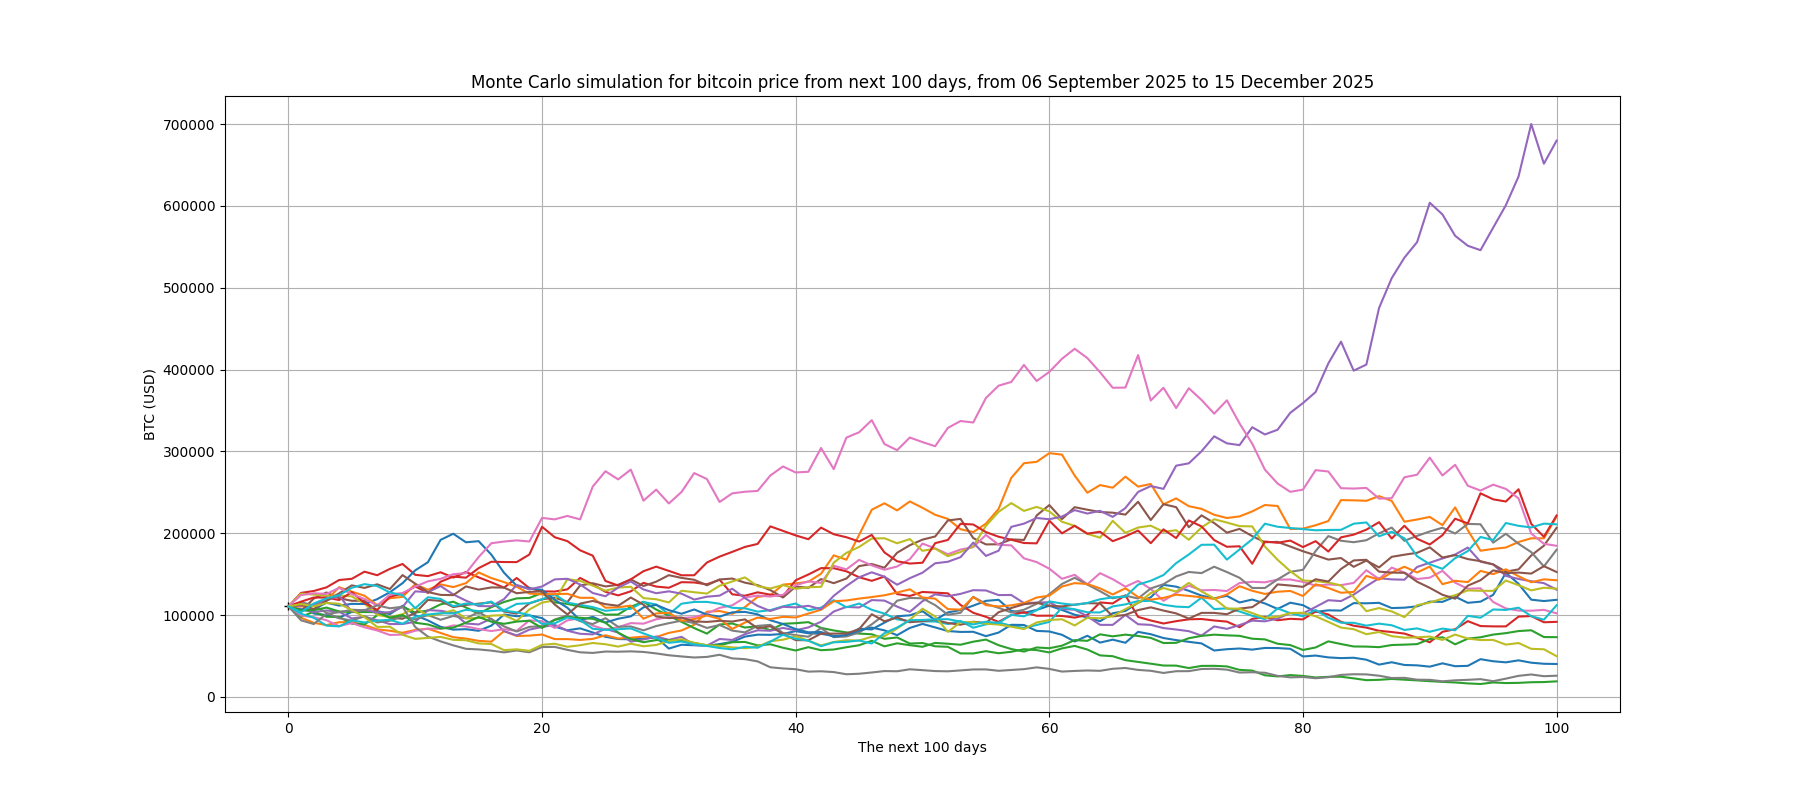 Monte Carlo simulation for bitcoin price from next 100 days, from 06 September 2025 to 15 December 2025
700000
600000
500000
400000
300000
200000
100000
0
BTC (USD)
0 20 40 60 80 100
The next 100 days